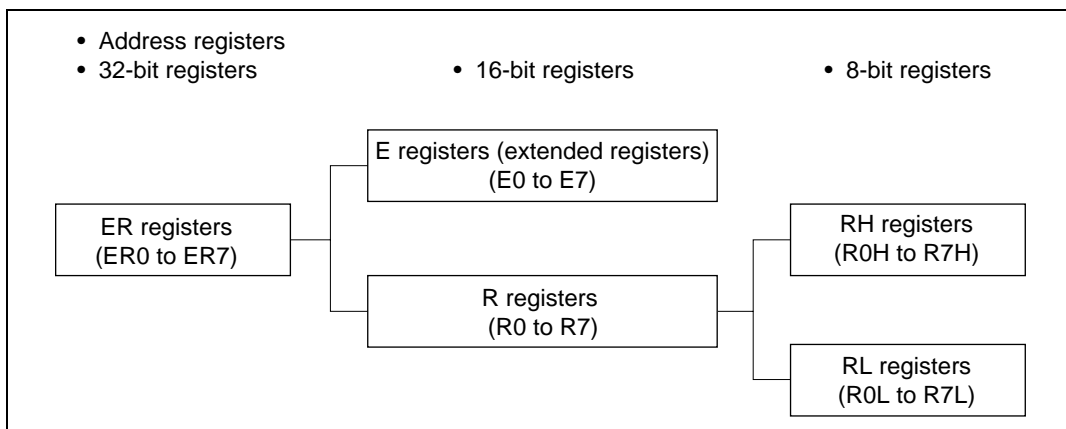 • Address registers
• 32-bit registers
• 16-bit registers
• 8-bit registers
E registers (extended registers)
(E0 to E7)
ER registers
(ER0 to ER7)
RH registers
(R0H to R7H)
R registers
(R0 to R7)
RL registers
(R0L to R7L)